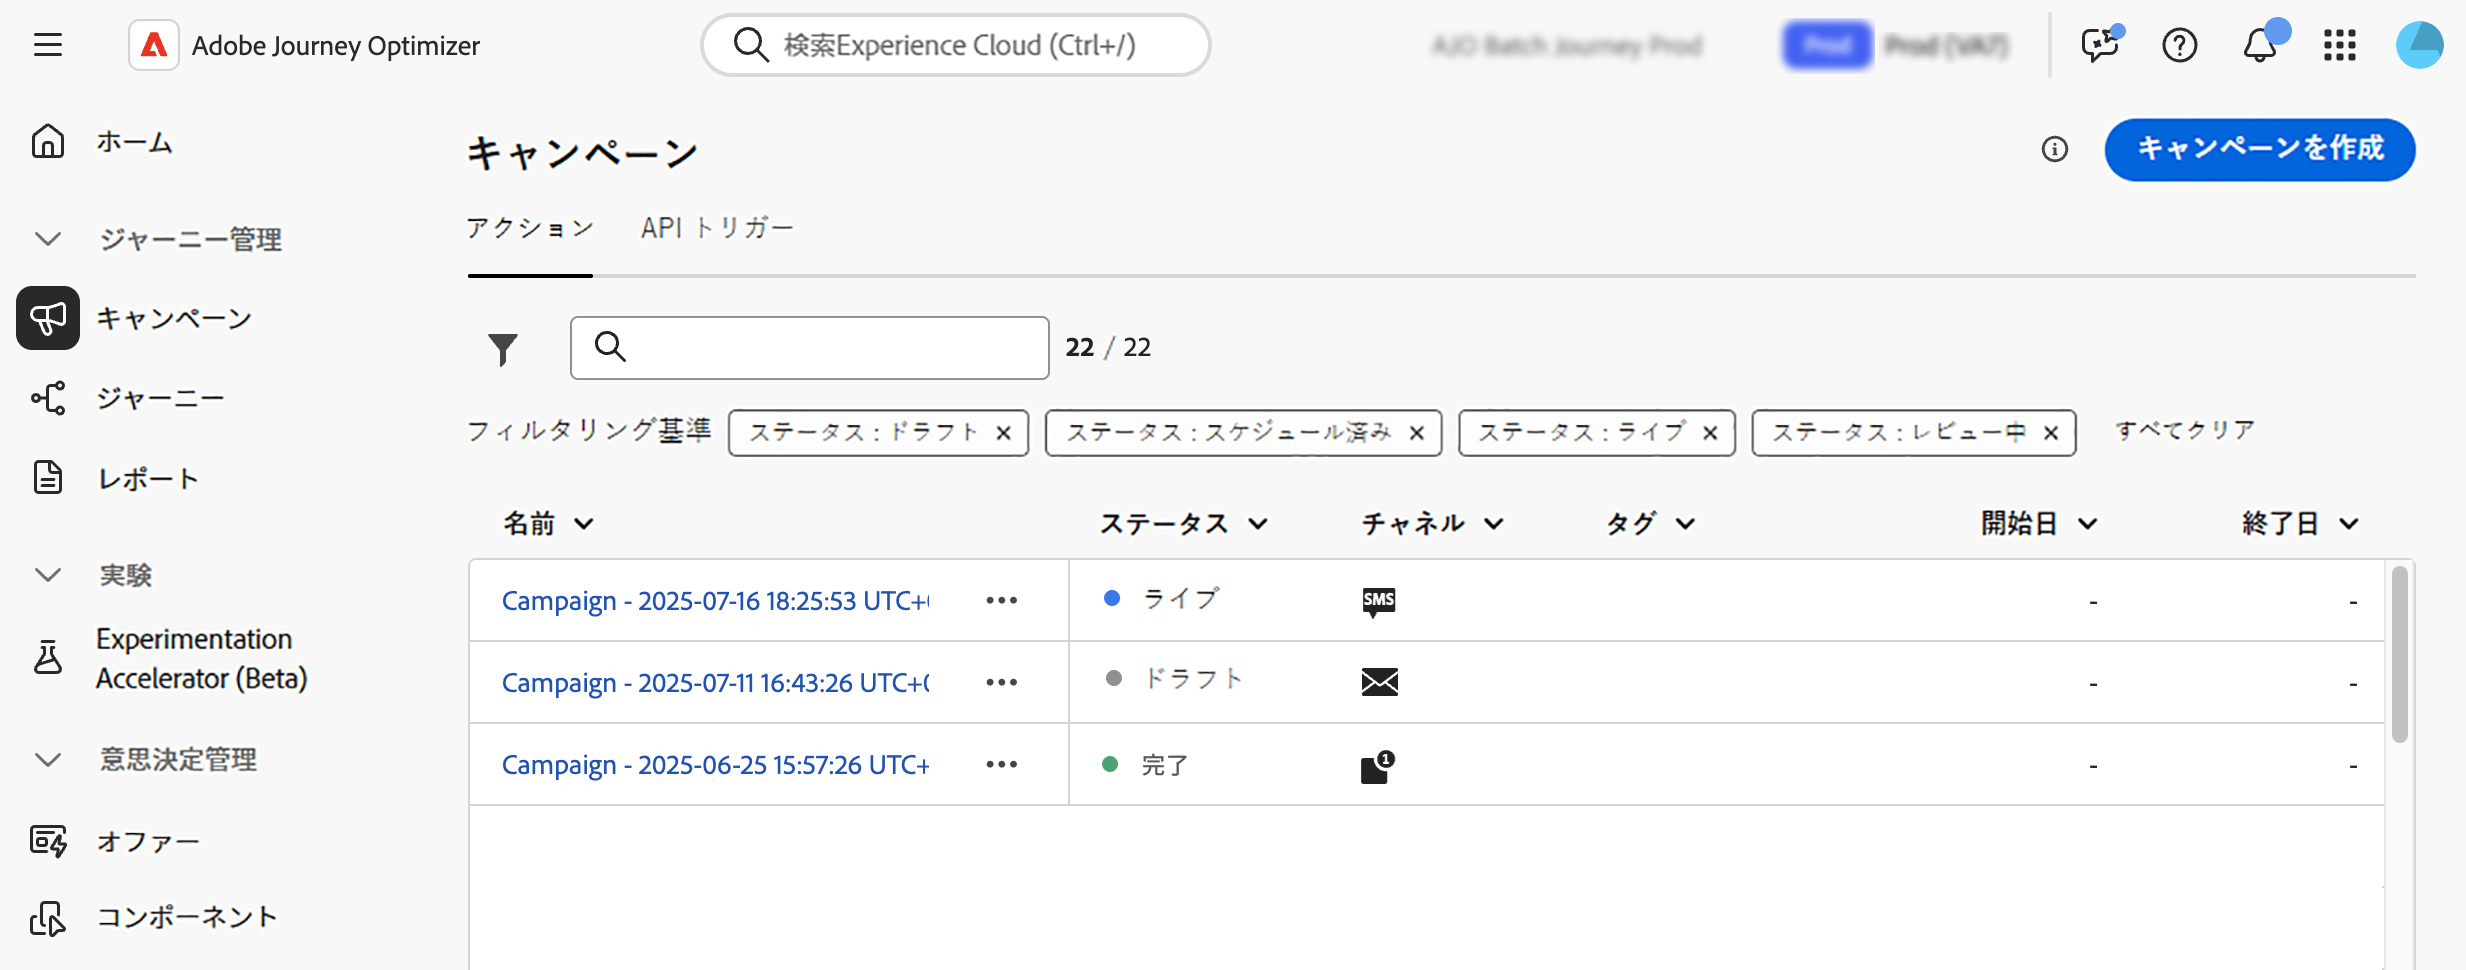 Adobe Journey Optimizer
検索Experience Cloud (Ctrl+/)
AJO Batch Journey Prod
Prod
Prod (VA7)
ホーム
ジャーニー管理
キャンペーン
ジャーニー
レポート
実験
Experimentation
Accelerator (Beta)
意思決定管理
オファー
コンポーネント
キャンペーン
キャンペーンを作成
アクション
API トリガー
22 / 22
フィルタリング基準
ステータス : ドラフト ×
ステータス : スケジュール済み ×
ステータス : ライブ ×
ステータス : レビュー中 ×
すべてクリア
名前 ステータス チャネル タグ 開始日 終了日
Campaign - 2025-07-16 18:25:53 UTC+ ••• ライブ SMS - -
Campaign - 2025-07-11 16:43:26 UTC+ ••• ドラフト - -
Campaign - 2025-06-25 15:57:26 UTC+ ••• 完了 1 - -